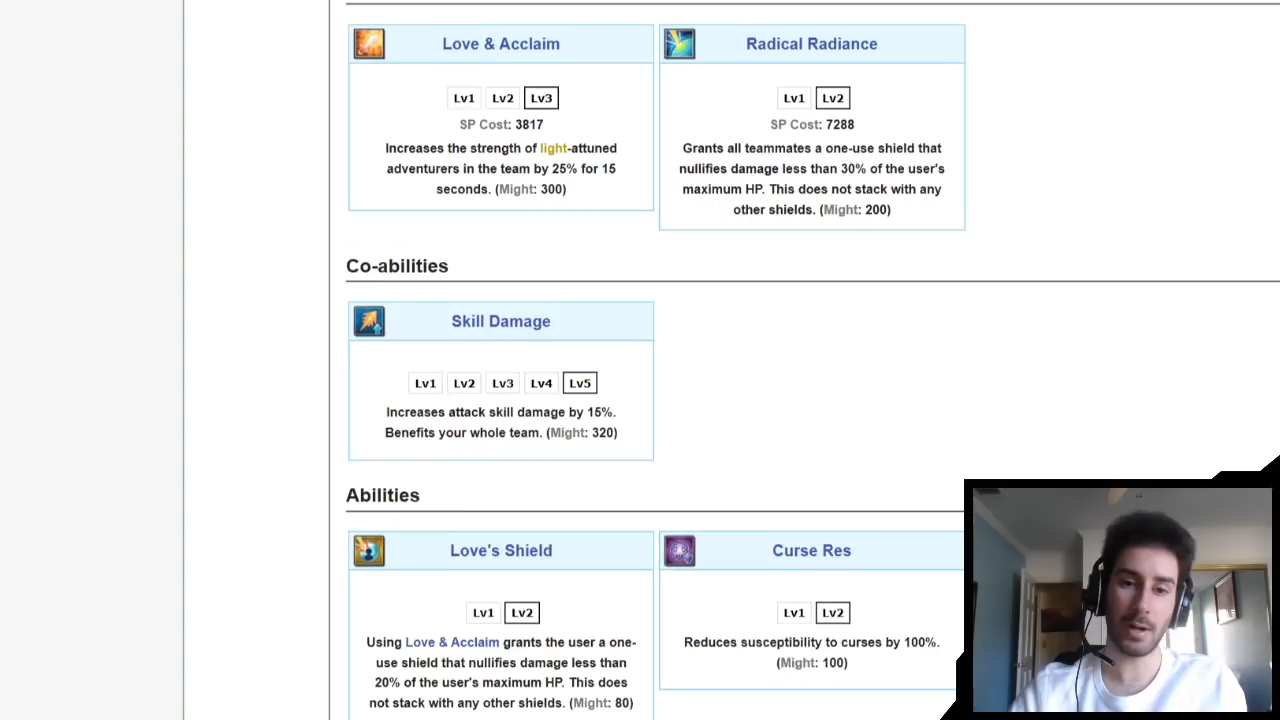 Love & Acclaim
Lv1 Lv2 Lv3
SP Cost: 3817
Increases the strength of light-attuned
adventurers in the team by 25% for 15
seconds. (Might: 300)
Radical Radiance
Lv1 Lv2
SP Cost: 7288
Grants all teammates a one-use shield that
nullifies damage less than 30% of the user's
maximum HP. This does not stack with any
other shields. (Might: 200)
Co-abilities
Skill Damage
Lv1 Lv2 Lv3 Lv4 Lv5
Increases attack skill damage by 15%.
Benefits your whole team. (Might: 320)
Abilities
Love's Shield
Lv1 Lv2
Using Love & Acclaim grants the user a one-
use shield that nullifies damage less than
20% of the user's maximum HP. This does
not stack with any other shields. (Might: 80)
Curse Res
Lv1 Lv2
Reduces susceptibility to curses by 100%.
(Might: 100)